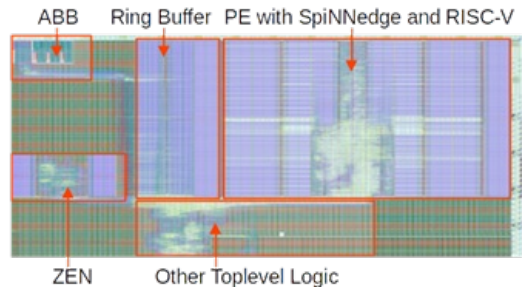 ABB
Ring Buffer
PE with SpiNNedge and RISC-V
ZEN
Other Toplevel Logic